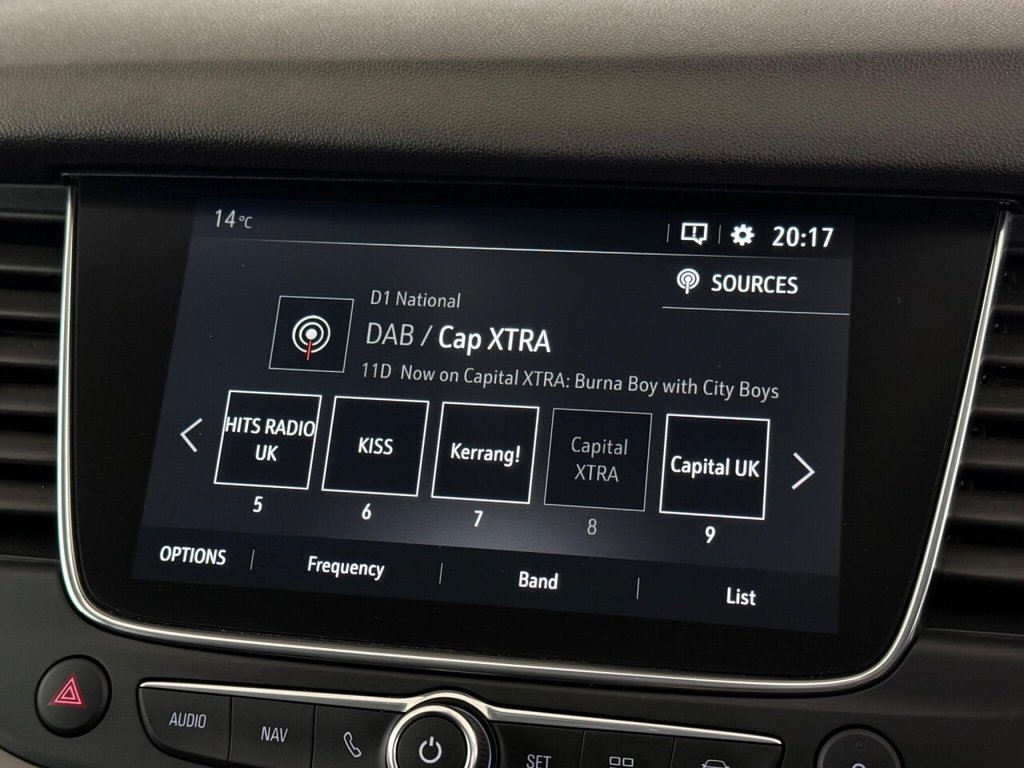 14°C
20:17
SOURCES
D1 National
DAB / Cap XTRA
11D Now on Capital XTRA: Burna Boy with City Boys
HITS RADIO
UK
KISS
Kerrang!
Capital
XTRA
Capital UK
5
6
7
8
9
OPTIONS
Frequency
Band
List
AUDIO
NAV
SET